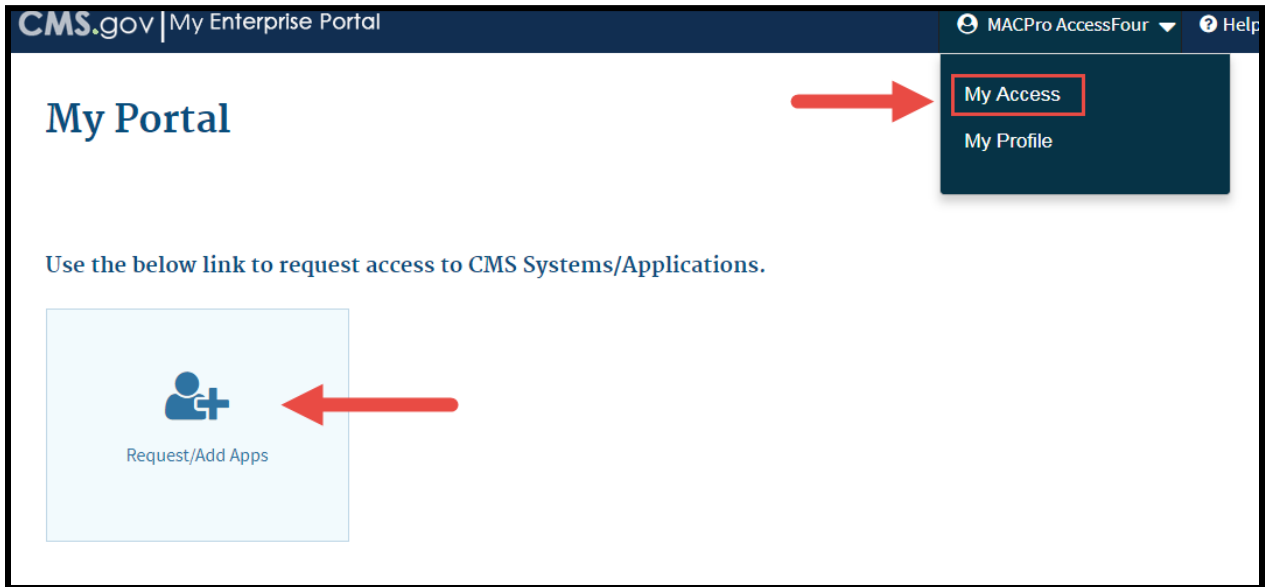 CMS.gov|My Enterprise Portal
MACPro AccessFour
Help
My Access
My Profile
My Portal
Use the below link to request access to CMS Systems/Applications.
Request/Add Apps